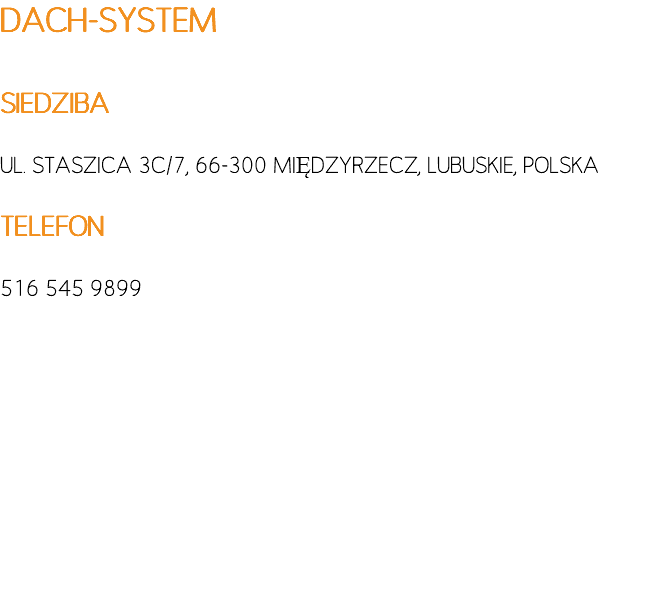 DACH-SYSTEM
SIEDZIBA
UL. STASZICA 3C/7, 66-300 MIĘDZYRZECZ, LUBUSKIE, POLSKA
TELEFON
516 545 9899